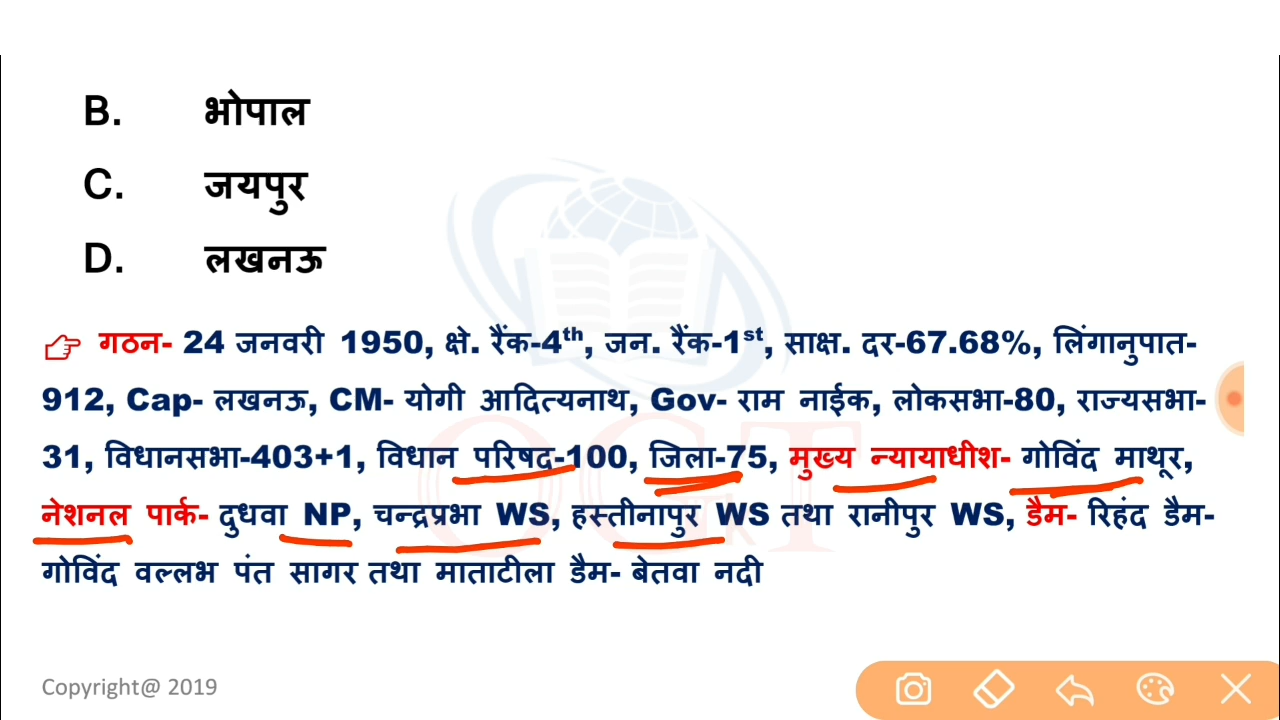 B. भोपाल
C. जयपुर
D. लखनऊ
गठन- 24 जनवरी 1950, क्षे. रैंक-4th, जन. रैंक-1st, साक्ष. दर-67.68%, लिंगानुपात-
912, Cap- लखनऊ, CM- योगी आदित्यनाथ, Gov- राम नाईक, लोकसभा-80, राज्यसभा-
31, विधानसभा-403+1, विधान परिषद-100, जिला-75, मुख्य न्यायाधीश- गोविंद माथूर,
नेशनल पार्क- दुधवा NP, चन्द्रप्रभा WS, हस्तीनापुर WS तथा रानीपुर WS, डैम- रिहंद डैम-
गोविंद वल्लभ पंत सागर तथा माताटीला डैम- बेतवा नदी
Copyright@ 2019